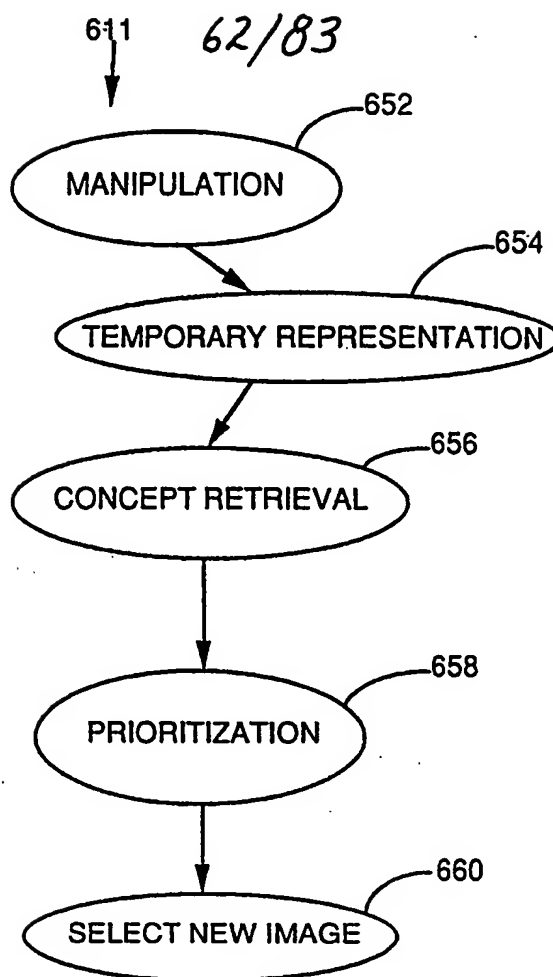 611 62/83
652
MANIPULATION
654
TEMPORARY REPRESENTATION
656
CONCEPT RETRIEVAL
658
PRIORITIZATION
660
SELECT NEW IMAGE